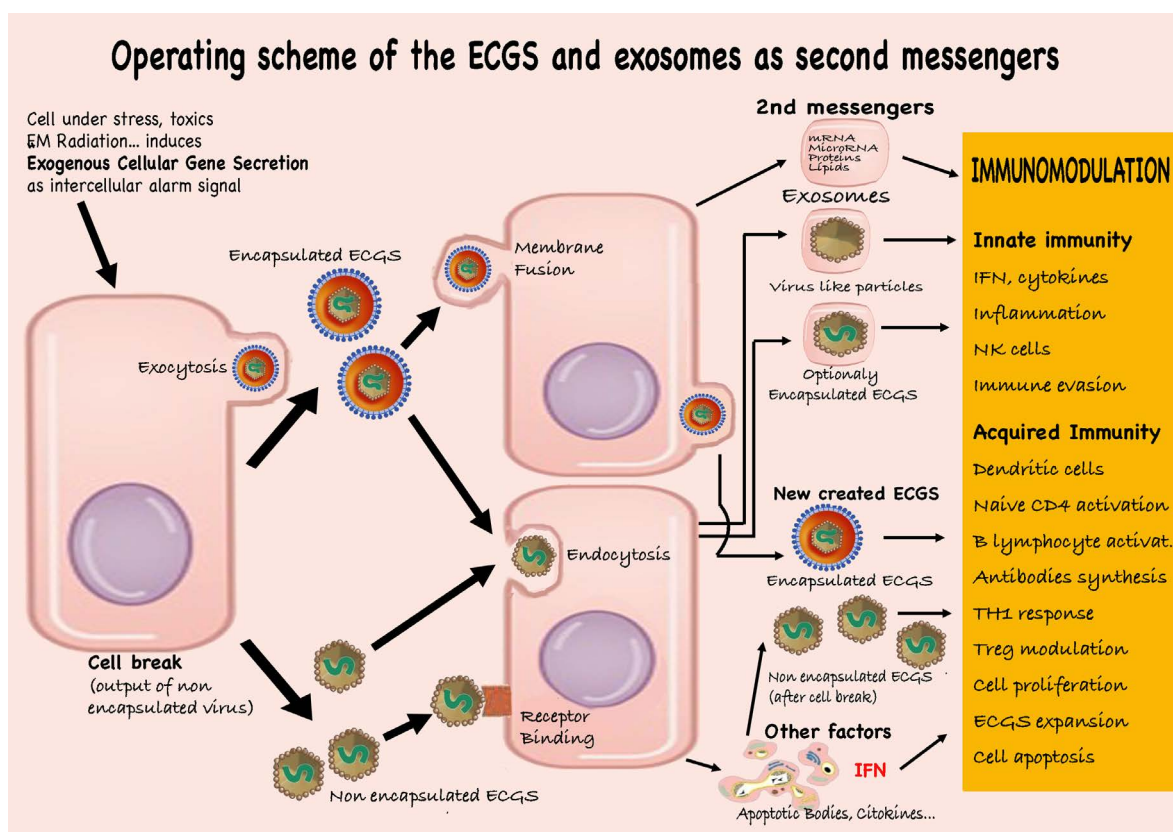 Operating scheme of the ECGS and exosomes as second messengers
Cell under stress, toxics
EM Radiation... induces
Exogenous Cellular Gene Secretion
as intercellular alarm signal
Exocytosis
Encapsulated ECGS
Membrane
Fusion
Cell break
(output of non
encapsulated virus)
Non encapsulated ECGS
Endocytosis
Receptor
Binding
2nd messengers
mRNA
MicroRNA
Proteins
Lipids
Exosomes
Virus like particles
Optionaly
Encapsulated ECGS
New created ECGS
Encapsulated ECGS
Non encapsulated ECGS
(after cell break)
Other factors
IFN
Apoptotic Bodies, Citokines...
IMMUNOMODULATION
Innate immunity
IFN, cytokines
Inflammation
NK cells
Immune evasion
Acquired Immunity
Dendritic cells
Naive CD4 activation
B lymphocyte activat.
Antibodies synthesis
TH1 response
Treg modulation
Cell proliferation
ECGS expansion
Cell apoptosis